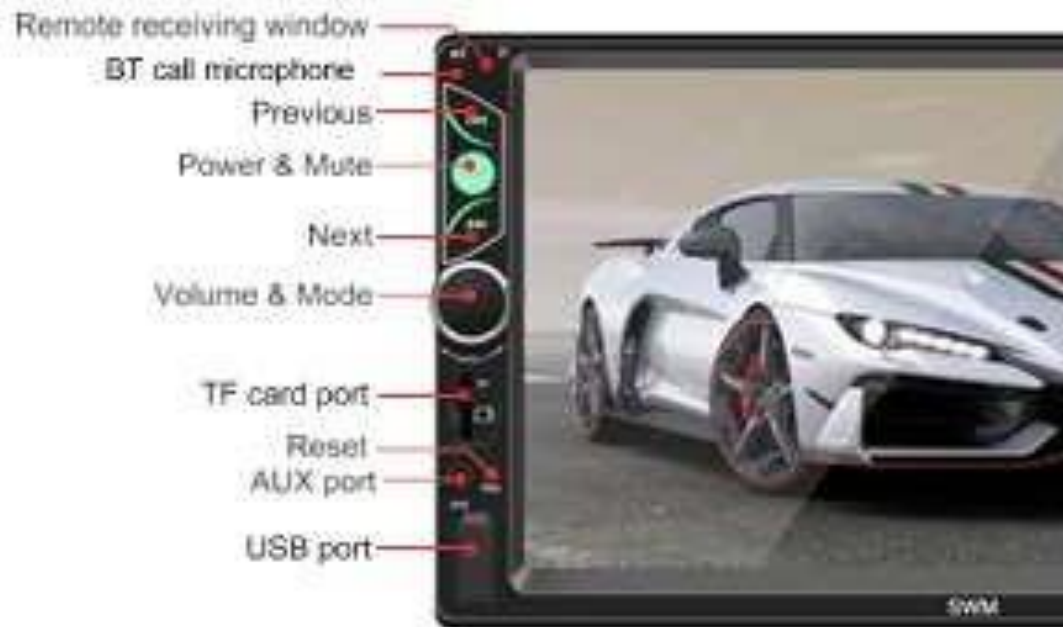 Remote receiving window
BT call microphone
Previous
Power & Mute
Next
Volume & Mode
TF card port
Reset
AUX port
USB port
SWM